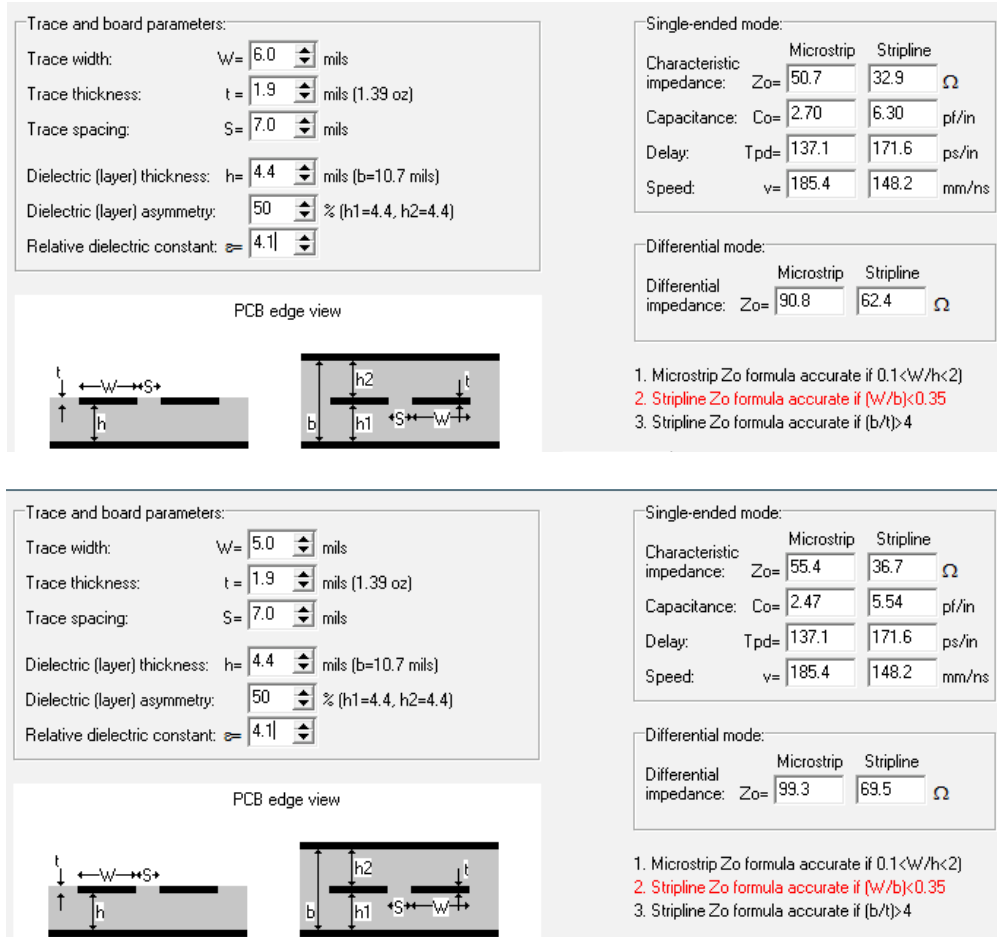 Trace and board parameters:
Trace width: W= 6.0 mils
Trace thickness: t = 1.9 mils (1.39 oz)
Trace spacing: S= 7.0 mils
Dielectric (layer) thickness: h= 4.4 mils (b=10.7 mils)
Dielectric (layer) asymmetry: 50 % (h1=4.4, h2=4.4)
Relative dielectric constant: ε= 4.1
PCB edge view
t W S h
h2 t b h1 S W
Single-ended mode:
Microstrip Stripline
Characteristic
impedance: Zo= 50.7 32.9 Ω
Capacitance: Co= 2.70 6.30 pf/in
Delay: Tpd= 137.1 171.6 ps/in
Speed: v= 185.4 148.2 mm/ns
Differential mode:
Microstrip Stripline
Differential
impedance: Zo= 90.8 62.4 Ω
1. Microstrip Zo formula accurate if 0.1<W/h<2)
2. Stripline Zo formula accurate if (W/b)<0.35
3. Stripline Zo formula accurate if (b/t)>4
Trace and board parameters:
Trace width: W= 5.0 mils
Trace thickness: t = 1.9 mils (1.39 oz)
Trace spacing: S= 7.0 mils
Dielectric (layer) thickness: h= 4.4 mils (b=10.7 mils)
Dielectric (layer) asymmetry: 50 % (h1=4.4, h2=4.4)
Relative dielectric constant: ε= 4.1
PCB edge view
t W S h
h2 t b h1 S W
Single-ended mode:
Microstrip Stripline
Characteristic
impedance: Zo= 55.4 36.7 Ω
Capacitance: Co= 2.47 5.54 pf/in
Delay: Tpd= 137.1 171.6 ps/in
Speed: v= 185.4 148.2 mm/ns
Differential mode:
Microstrip Stripline
Differential
impedance: Zo= 99.3 69.5 Ω
1. Microstrip Zo formula accurate if 0.1<W/h<2)
2. Stripline Zo formula accurate if (W/b)<0.35
3. Stripline Zo formula accurate if (b/t)>4